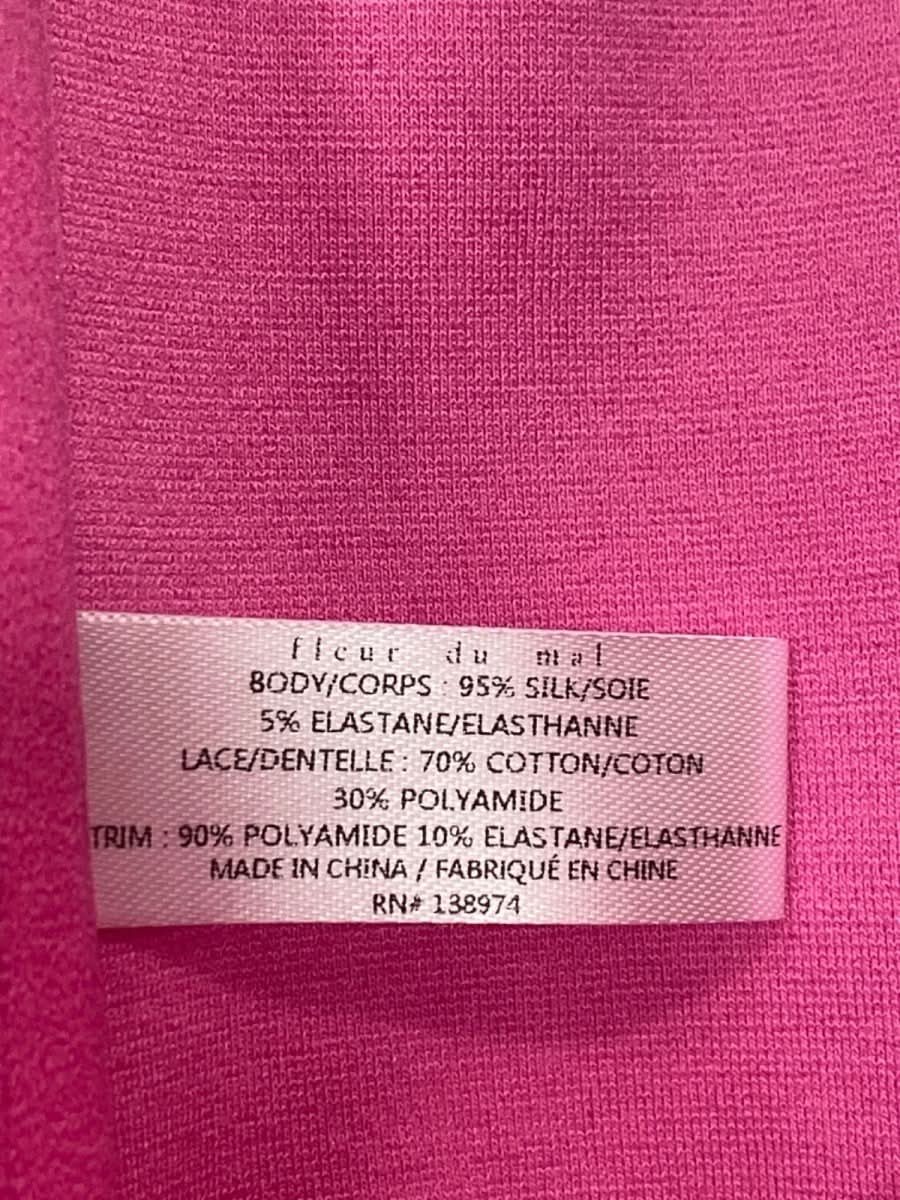 fleur du mal
BODY/CORPS : 95% SILK/SOIE
5% ELASTANE/ELASTHANNE
LACE/DENTELLE : 70% COTTON/COTON
30% POLYAMIDE
TRIM : 90% POLYAMIDE 10% ELASTANE/ELASTHANNE
MADE IN CHINA / FABRIQUÉ EN CHINE
RN# 138974